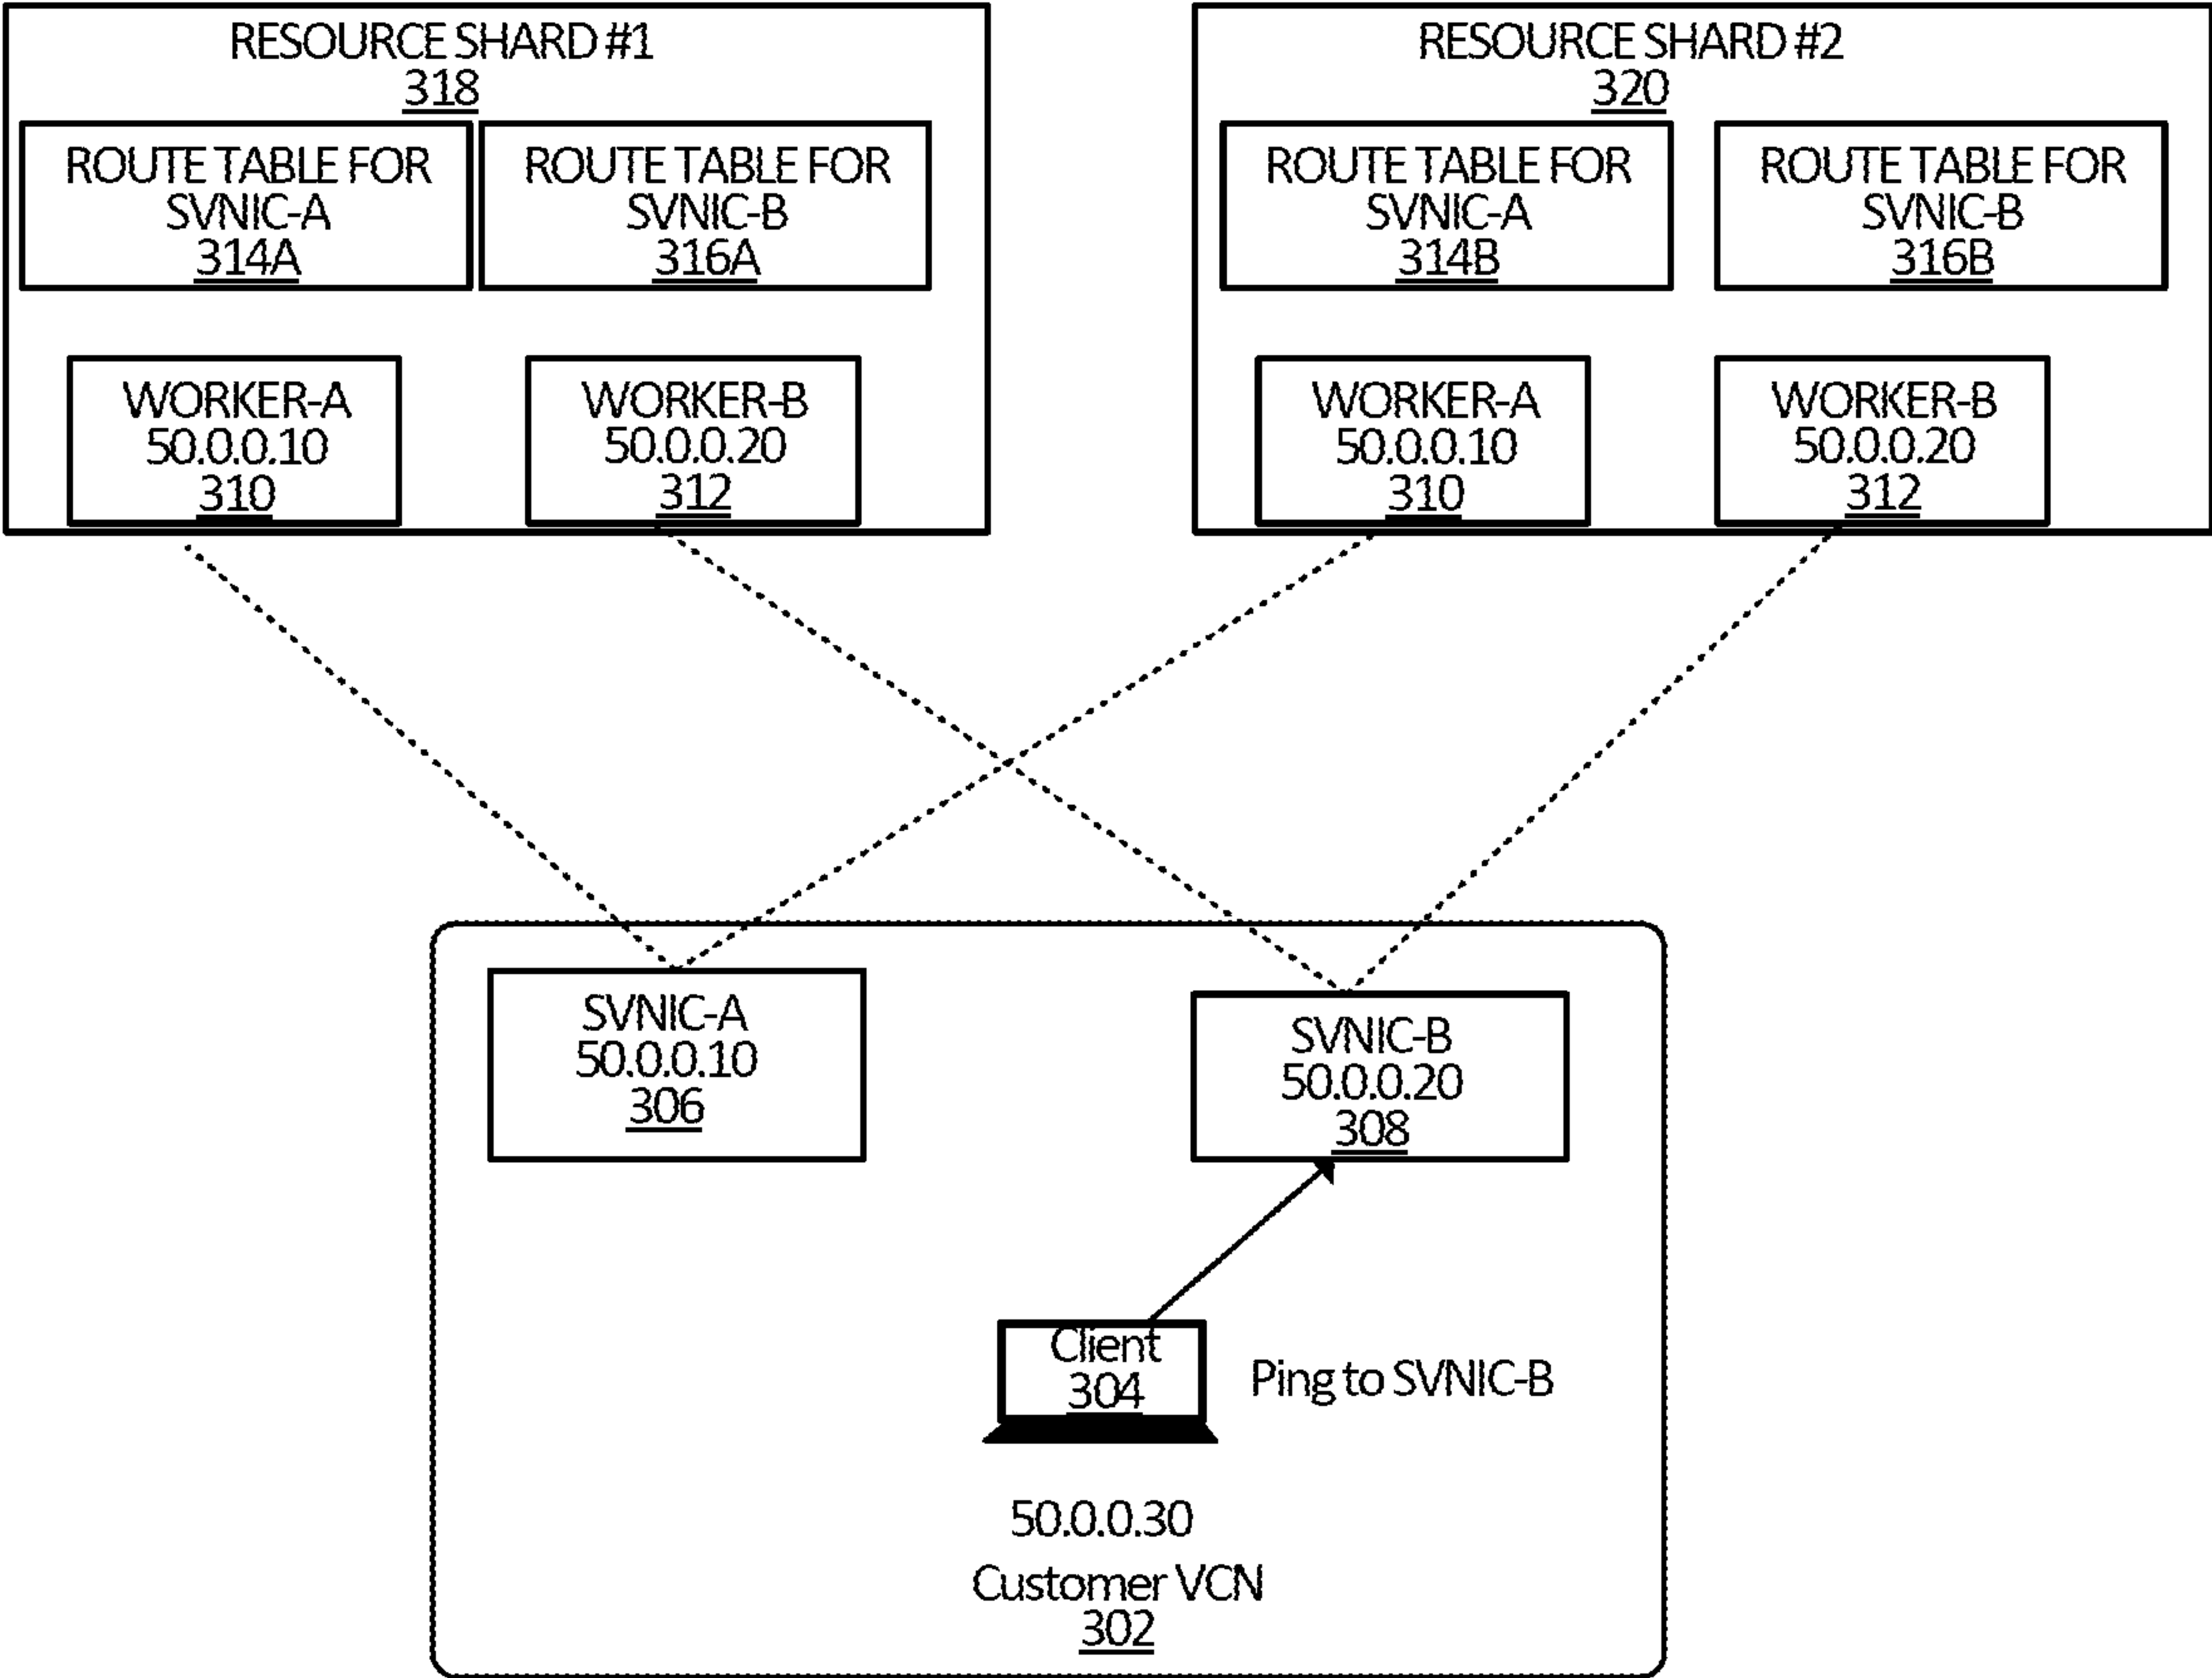 RESOURCE SHARD #1
318
ROUTE TABLE FOR
SVNIC-A
314A
ROUTE TABLE FOR
SVNIC-B
316A
WORKER-A
50.0.0.10
310
WORKER-B
50.0.0.20
312
RESOURCE SHARD #2
320
ROUTE TABLE FOR
SVNIC-A
314B
ROUTE TABLE FOR
SVNIC-B
316B
WORKER-A
50.0.0.10
310
WORKER-B
50.0.0.20
312
SVNIC-A
50.0.0.10
306
SVNIC-B
50.0.0.20
308
Client
304
Ping to SVNIC-B
50.0.0.30
Customer VCN
302